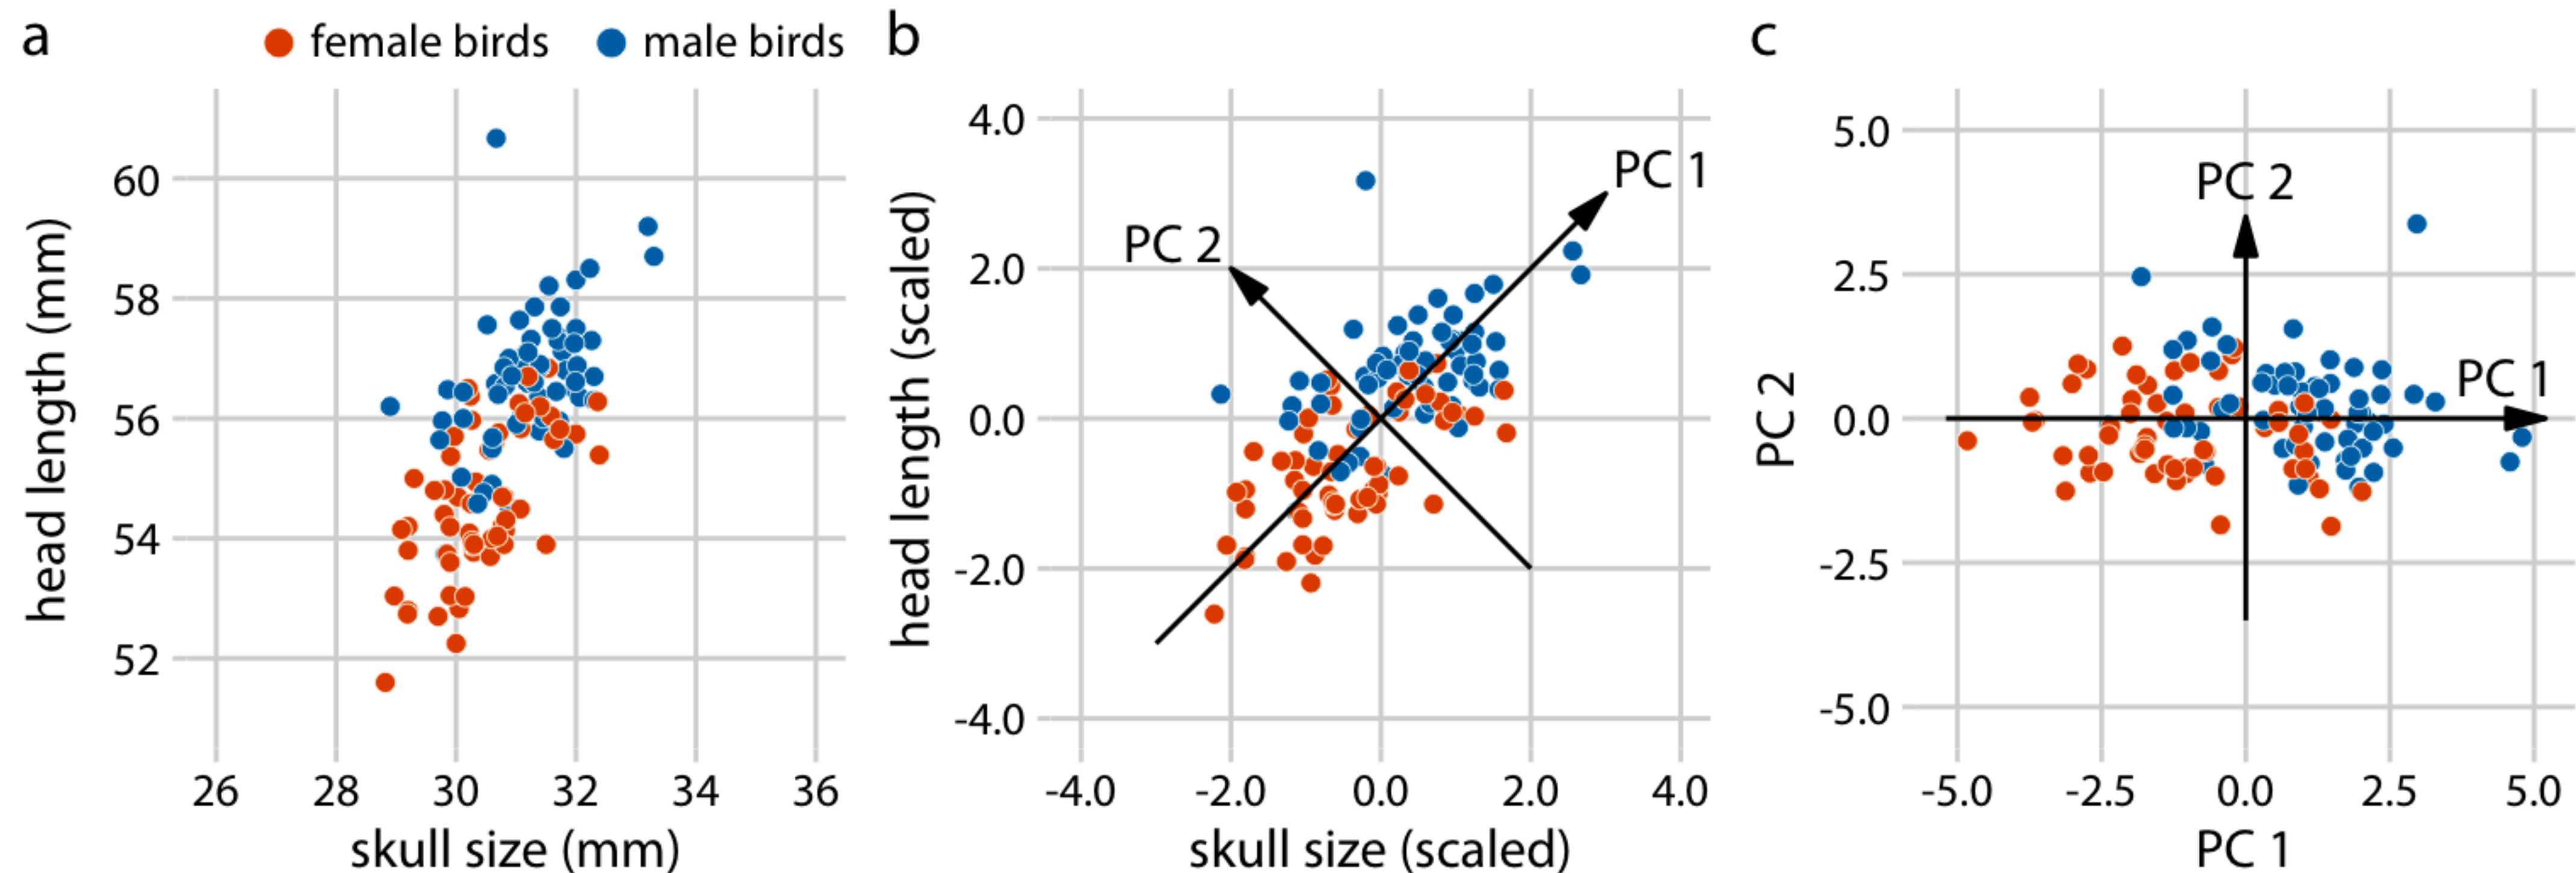 a
female birds
male birds
60
58
56
54
52
head length (mm)
26 28 30 32 34 36
skull size (mm)
b
4.0
2.0
0.0
-2.0
-4.0
head length (scaled)
PC 1
PC 2
-4.0 -2.0 0.0 2.0 4.0
skull size (scaled)
c
5.0
2.5
0.0
-2.5
-5.0
PC 2
PC 2
PC 1
-5.0 -2.5 0.0 2.5 5.0
PC 1